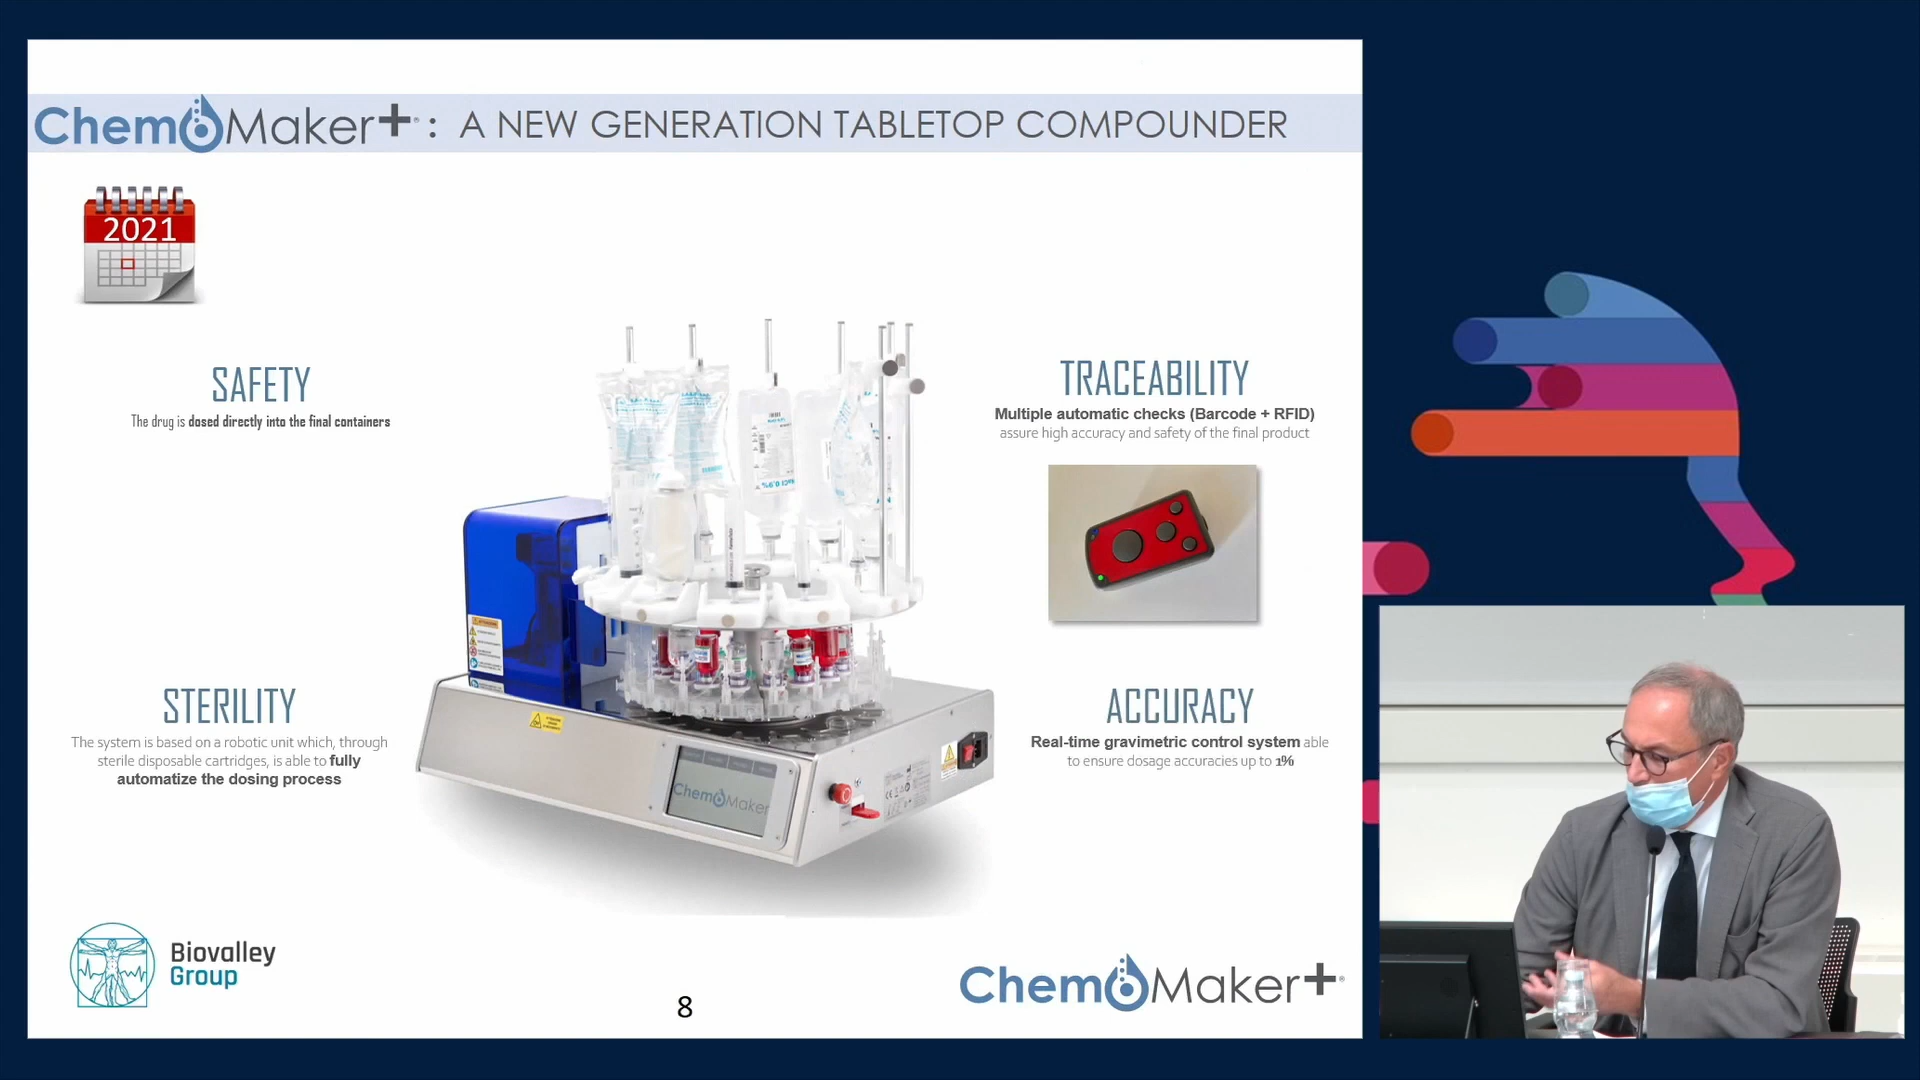 ChemoMaker+® : A NEW GENERATION TABLETOP COMPOUNDER
2021
SAFETY
The drug is dosed directly into the final containers
TRACEABILITY
Multiple automatic checks (Barcode + RFID)
assure high accuracy and safety of the final product
STERILITY
The system is based on a robotic unit which, through
sterile disposable cartridges, is able to fully
automatize the dosing process
ACCURACY
Real-time gravimetric control system able
to ensure dosage accuracies up to 1%
NaCl 0,9%
ChemoMaker
Biovalley
Group
8
ChemoMaker+®